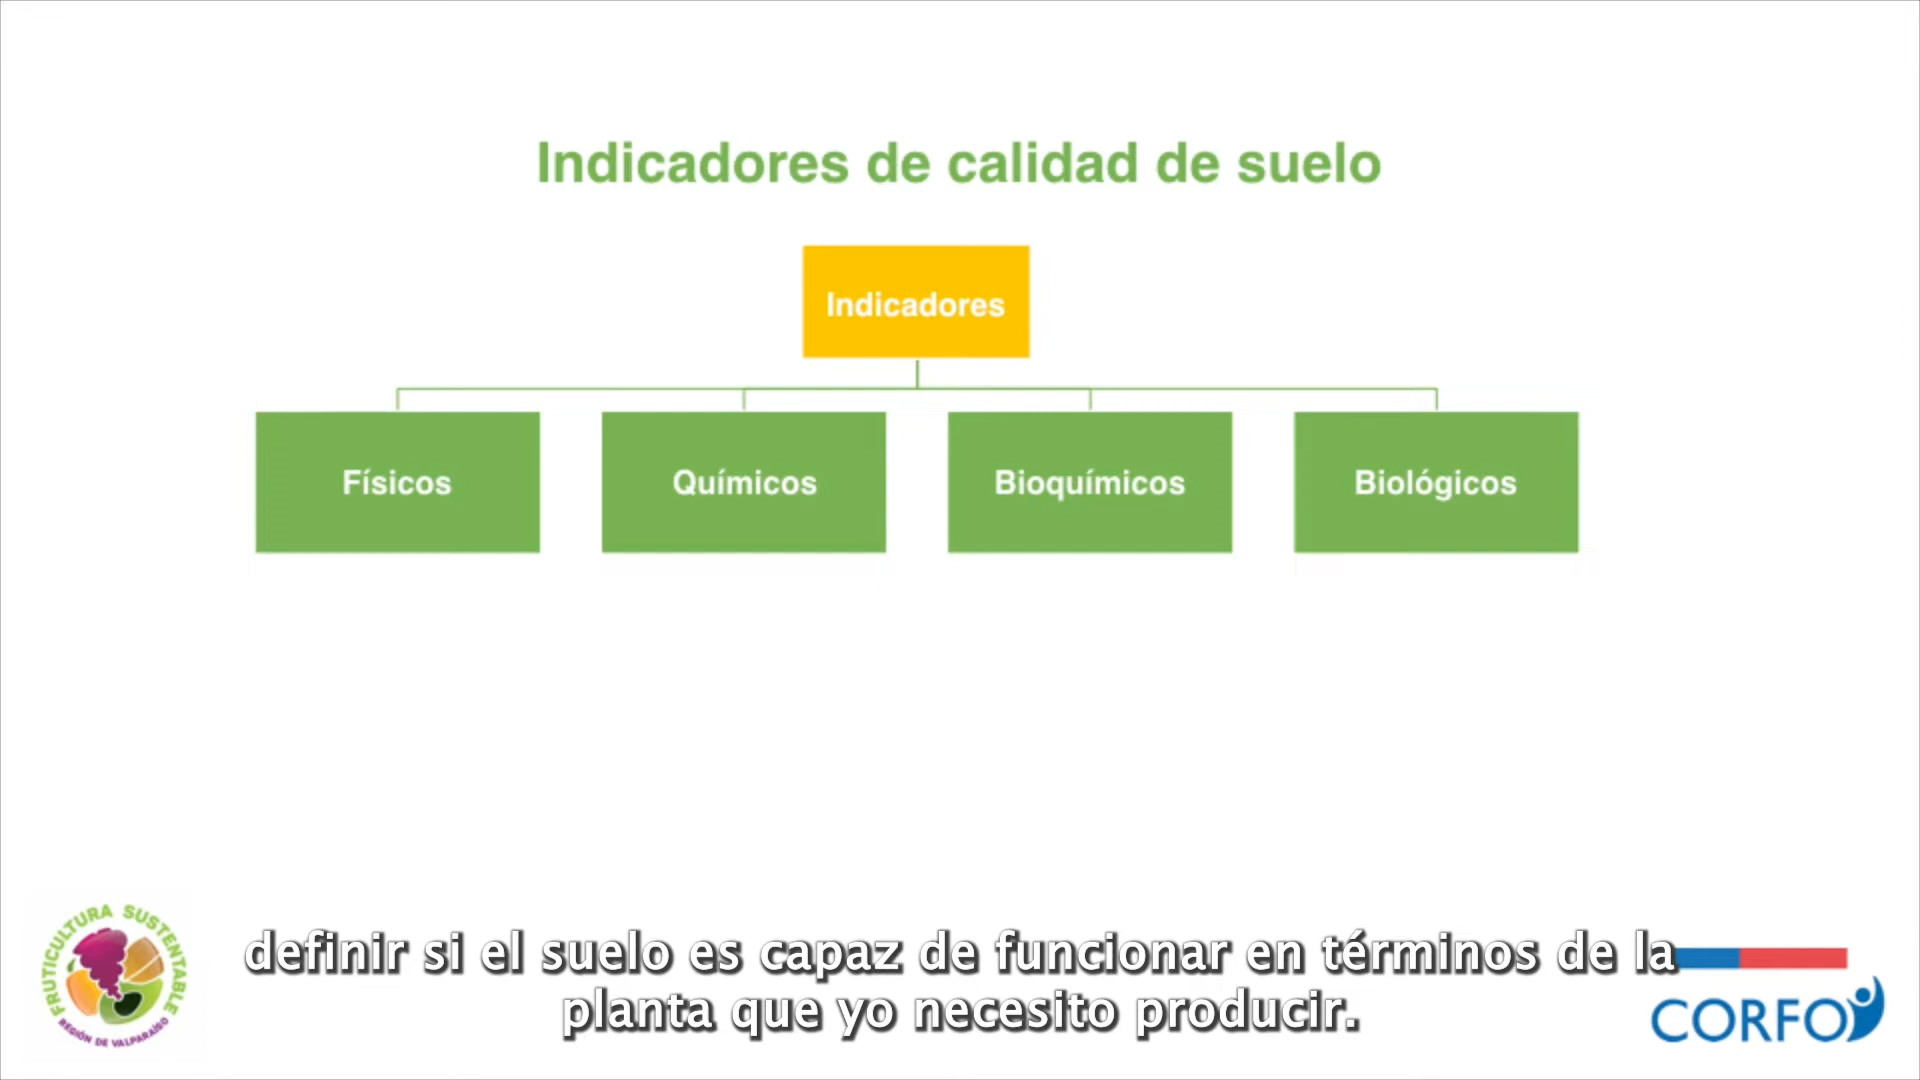 Indicadores de calidad de suelo
Indicadores
Físicos
Químicos
Bioquímicos
Biológicos
FRUTICULTURA SUSTENTABLE
REGIÓN DE VALPARAÍSO
definir si el suelo es capaz de funcionar en términos de la
planta que yo necesito producir.
CORFO